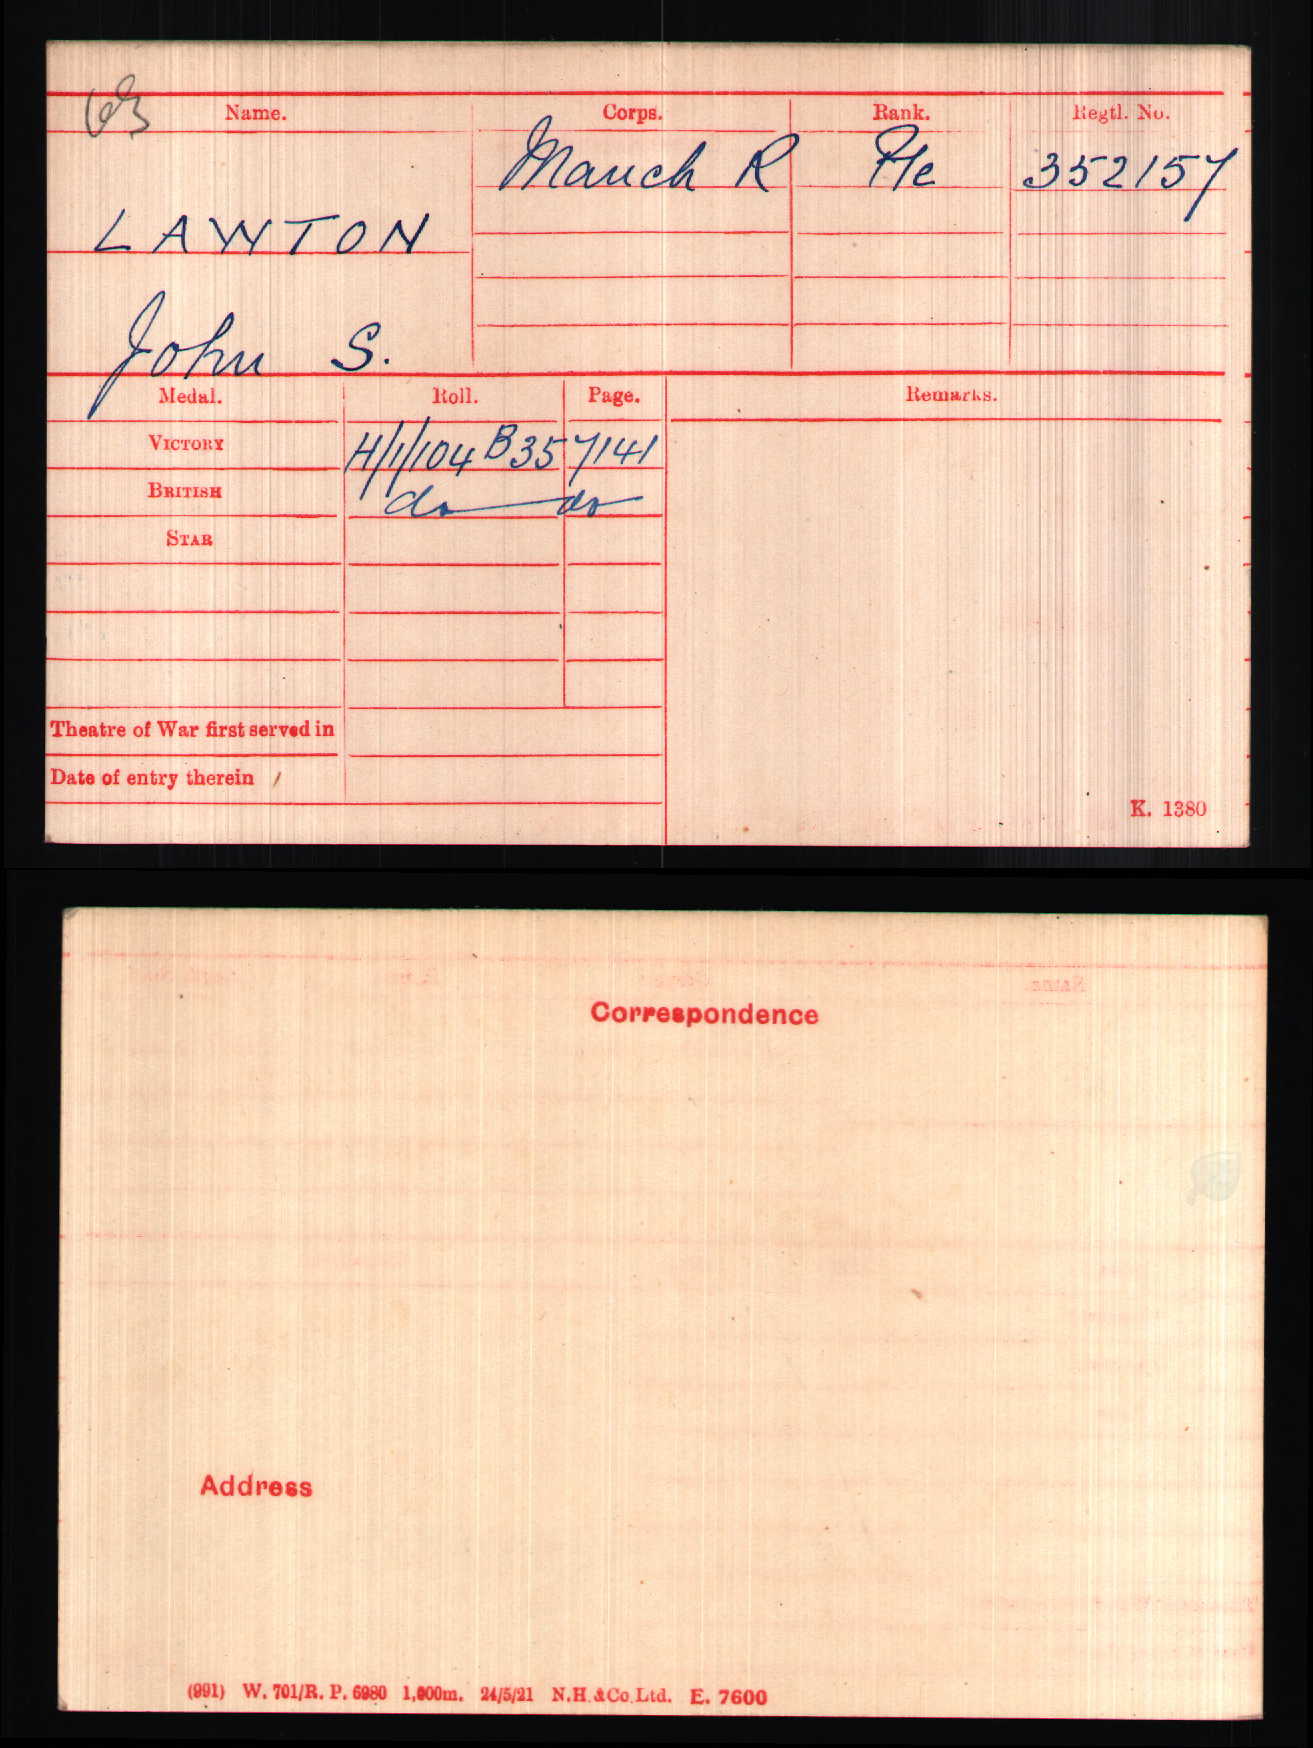 Name. Corps. Rank. Regtl. No.
Manch R Pte 352157
LAWTON
John S.
Medal. Roll. Page. Remarks.
VICTORY H/1/104 B35 7141
BRITISH do do
STAR
Theatre of War first served in
Date of entry therein
K. 1380
Correspondence
Address
(991) W. 701/R. P. 6980 1,000m. 24/5/21 N.H.&Co.Ltd. E. 7600